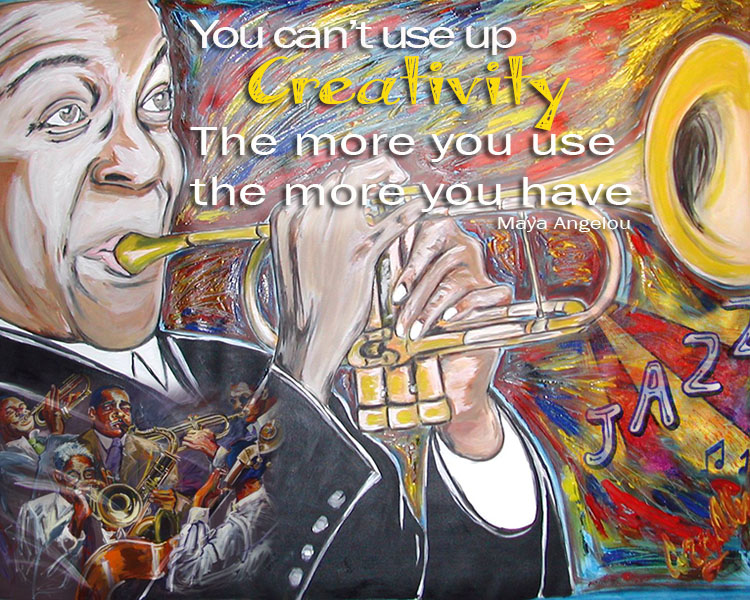 You can't use up
Creativity
The more you use
the more you have
Maya Angelou
JAZZ